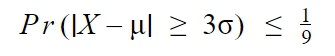 Pr(|X – μ| ≥ 3σ) ≤ 1/9